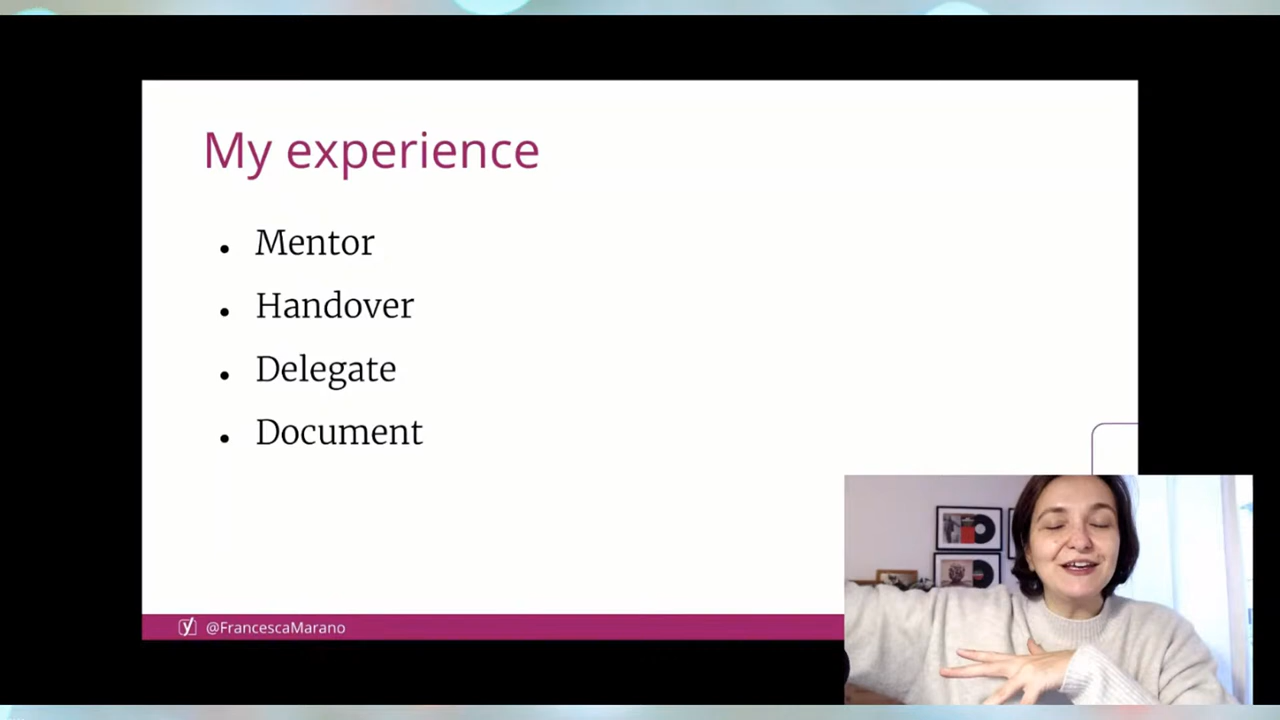 My experience
• Mentor
• Handover
• Delegate
• Document
@FrancescaMarano